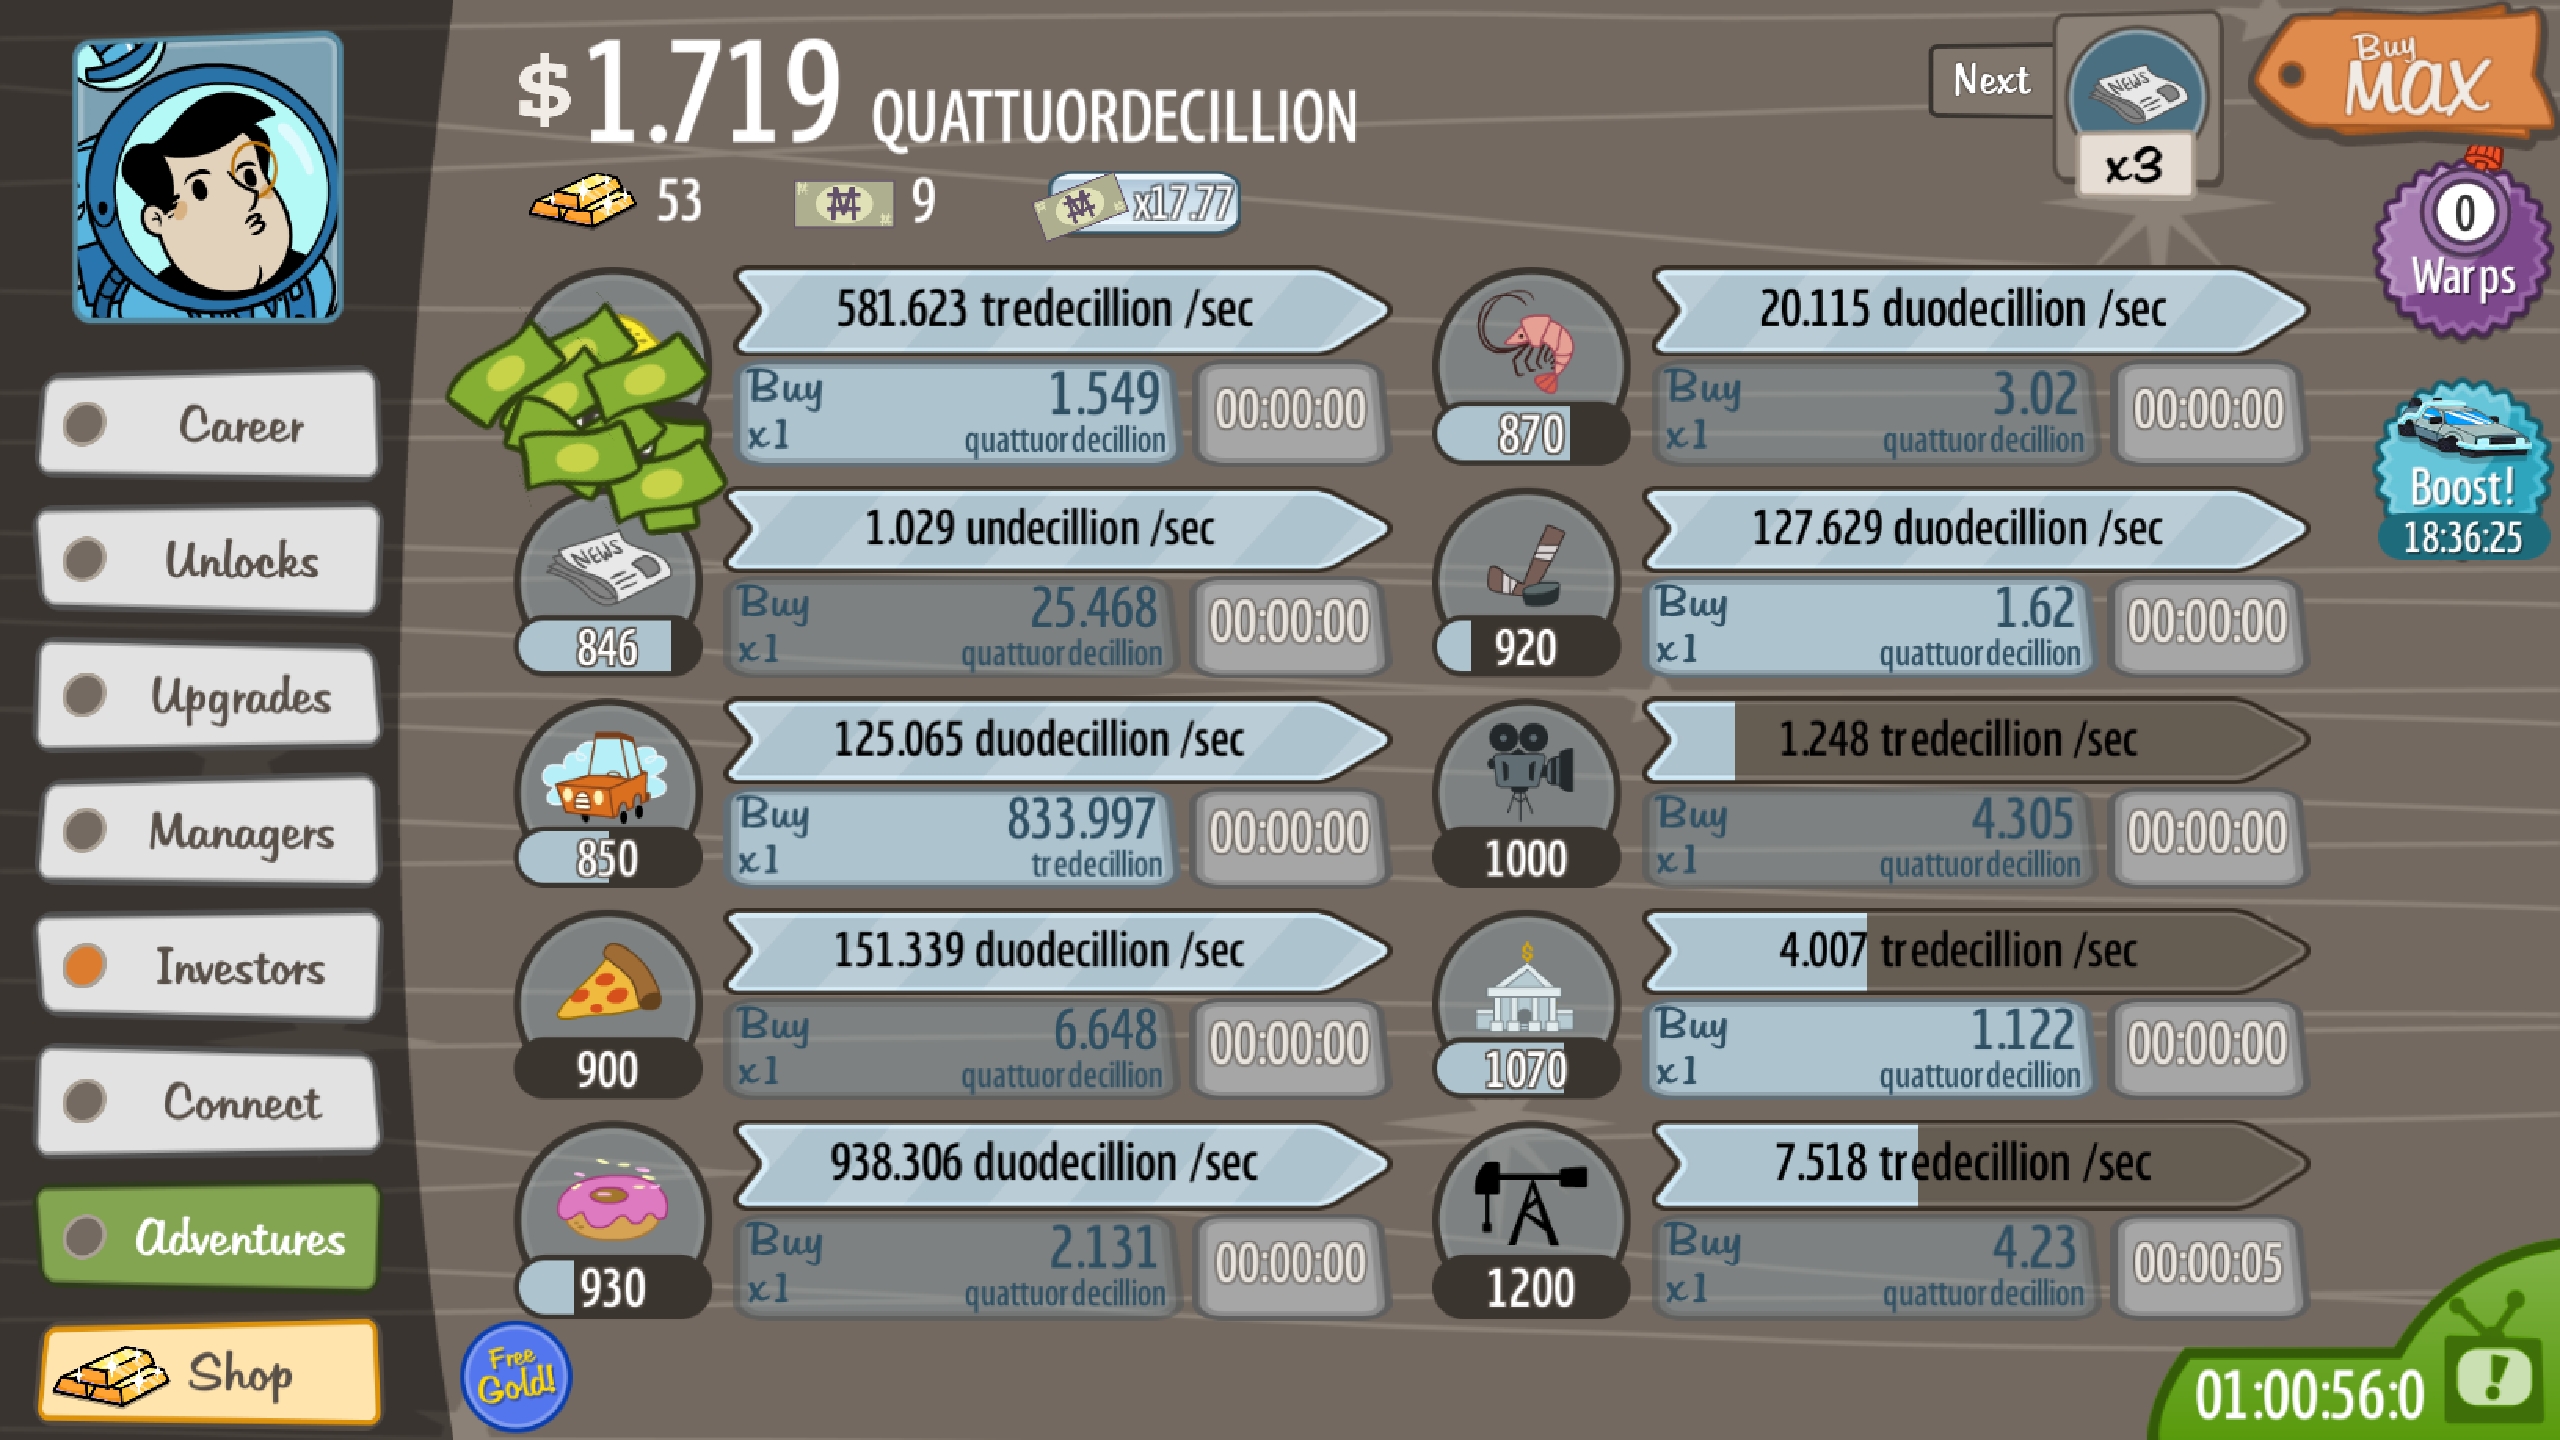 $1.719 QUATTUORDECILLION
Next
x3
Buy
MAX
53
9
x17.77
0
Warps
Boost!
18:36:25
Career
Unlocks
Upgrades
Managers
Investors
Connect
Adventures
Shop
581.623 tredecillion /sec
Buy 1.549
x1 quattuordecillion
00:00:00
NEWS
846
1.029 undecillion /sec
Buy 25.468
x1 quattuordecillion
00:00:00
850
125.065 duodecillion /sec
Buy 833.997
x1 tredecillion
00:00:00
900
151.339 duodecillion /sec
Buy 6.648
x1 quattuordecillion
00:00:00
930
938.306 duodecillion /sec
Buy 2.131
x1 quattuordecillion
00:00:00
870
20.115 duodecillion /sec
Buy 3.02
x1 quattuordecillion
00:00:00
920
127.629 duodecillion /sec
Buy 1.62
x1 quattuordecillion
00:00:00
1000
1.248 tredecillion /sec
Buy 4.305
x1 quattuordecillion
00:00:00
1070
4.007 tredecillion /sec
Buy 1.122
x1 quattuordecillion
00:00:00
1200
7.518 tredecillion /sec
Buy 4.23
x1 quattuordecillion
00:00:05
Free
Gold!
01:00:56:0